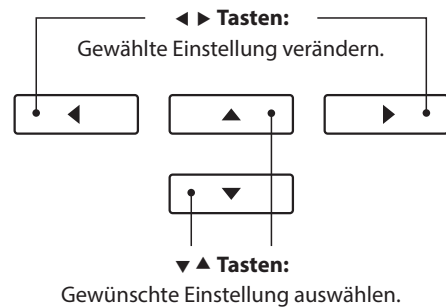 ◀ ▶ Tasten:
Gewählte Einstellung verändern.
▼ ▲ Tasten:
Gewünschte Einstellung auswählen.